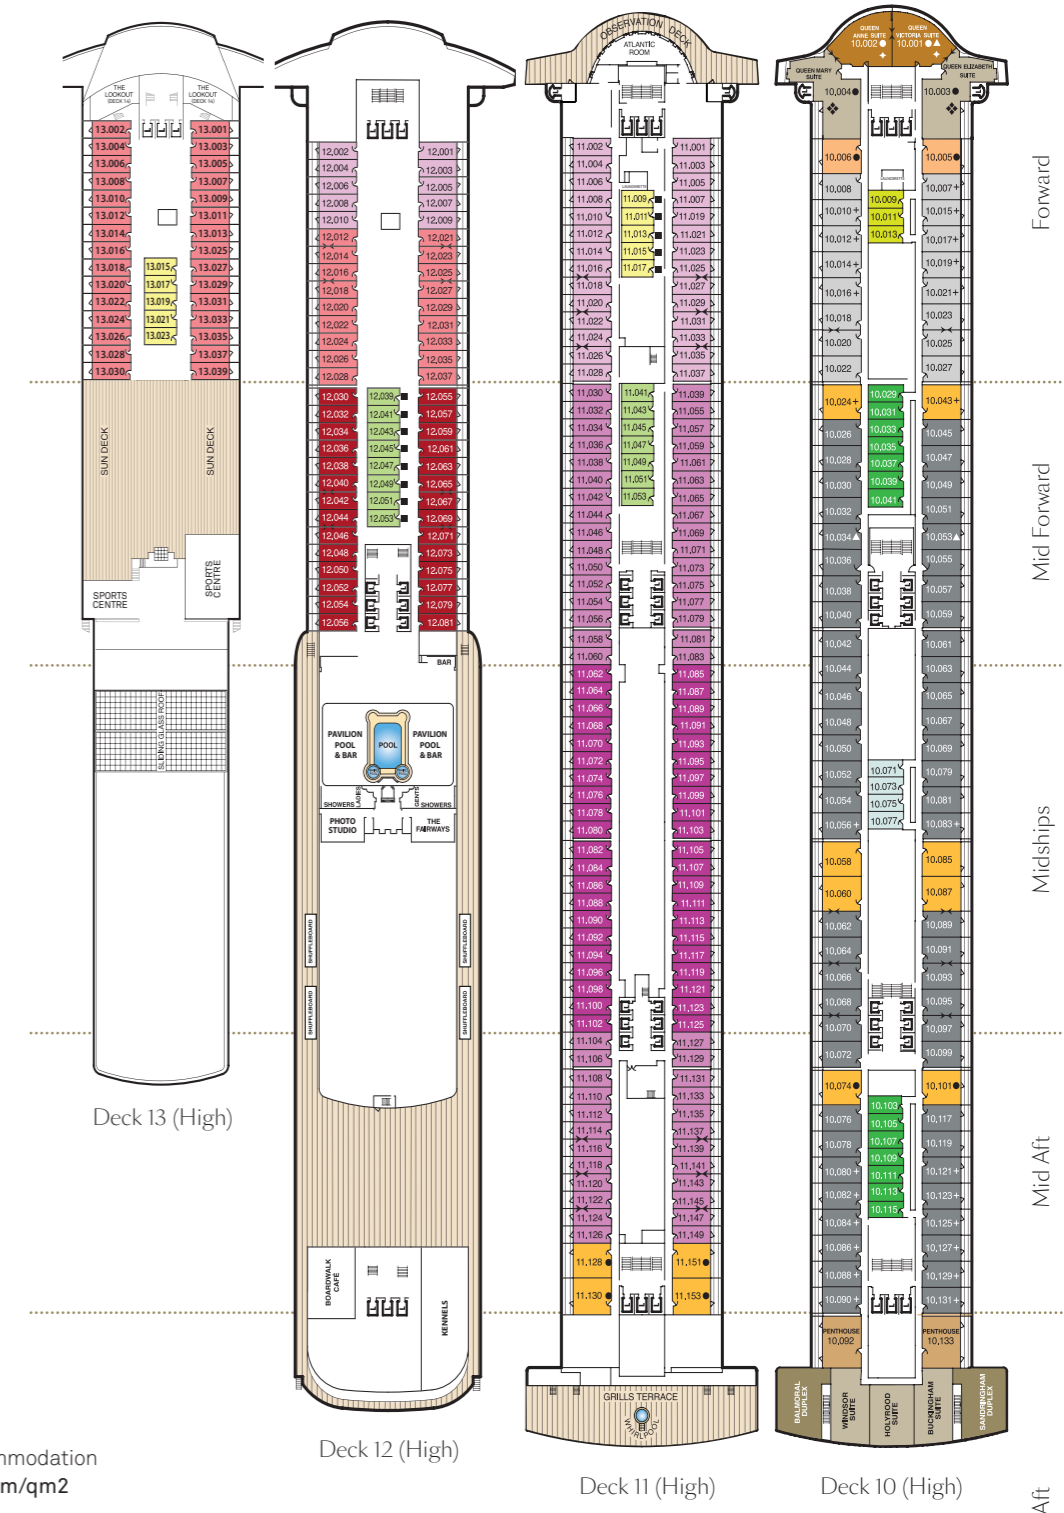 THE
LOOKOUT
(DECK 14)
THE
LOOKOUT
(DECK 14)
13.002 13.001
13.004 13.003
13.006 13.005
13.008 13.007
13.010 13.009
13.012 13.011
13.014 13.013
13.016 13.025
13.018 13.015 13.027
13.020 13.017 13.029
13.022 13.019 13.031
13.024 13.021 13.033
13.026 13.023 13.035
13.028 13.037
13.030 13.039
SUN DECK
SUN DECK
SPORTS
CENTRE
SPORTS
CENTRE
SLIDING GLASS ROOF
Deck 13 (High)
12.002 12.001
12.004 12.003
12.006 12.005
12.008 12.007
12.010 12.009
12.012 12.021
12.014 12.023
12.016 12.025
12.018 12.027
12.020 12.029
12.022 12.031
12.024 12.033
12.026 12.035
12.028 12.037
12.030 12.039 12.055
12.032 12.041 12.057
12.034 12.043 12.059
12.036 12.045 12.061
12.038 12.047 12.063
12.040 12.049 12.065
12.042 12.051 12.067
12.044 12.053 12.069
12.046 12.071
12.048 12.073
12.050 12.075
12.052 12.077
12.054 12.079
12.056 12.081
BAR
PAVILION
POOL
& BAR
POOL
PAVILION
POOL
& BAR
SHOWERS
LADIES
GENTS
SHOWERS
PHOTO
STUDIO
THE
FAIRWAYS
SHUFFLEBOARD
SHUFFLEBOARD
SHUFFLEBOARD
SHUFFLEBOARD
BOARDWALK
CAFÉ
KENNELS
Deck 12 (High)
OBSERVATION DECK
ATLANTIC
ROOM
11.002 11.001
11.004 11.003
11.006 11.005
LAUNDRETTE
11.008 11.009 11.007
11.010 11.011 11.019
11.012 11.013 11.021
11.014 11.015 11.023
11.016 11.017 11.025
11.018 11.027
11.020 11.029
11.022 11.031
11.024 11.033
11.026 11.035
11.028 11.037
11.030 11.041 11.039
11.032 11.043 11.055
11.034 11.045 11.057
11.036 11.047 11.059
11.038 11.049 11.061
11.040 11.051 11.063
11.042 11.053 11.065
11.044 11.067
11.046 11.069
11.048 11.071
11.050 11.073
11.052 11.075
11.054 11.077
11.056 11.079
11.058 11.081
11.060 11.083
11.062 11.085
11.064 11.087
11.066 11.089
11.068 11.091
11.070 11.093
11.072 11.095
11.074 11.097
11.076 11.099
11.078 11.101
11.080 11.103
11.082 11.105
11.084 11.107
11.086 11.109
11.088 11.111
11.090 11.113
11.092 11.115
11.094 11.117
11.096 11.119
11.098 11.121
11.100 11.123
11.102 11.125
11.104 11.127
11.106 11.129
11.108 11.131
11.110 11.133
11.112 11.135
11.114 11.137
11.116 11.139
11.118 11.141
11.120 11.143
11.122 11.145
11.124 11.147
11.126 11.149
11.128 11.151
11.130 11.153
GRILLS TERRACE
WHIRLPOOL
Deck 11 (High)
QUEEN
ANNE SUITE
10.002
QUEEN
VICTORIA SUITE
10.001
QUEEN MARY
SUITE
QUEEN ELIZABETH
SUITE
10.004 10.003
10.006 10.005
LAUNDRETTE
10.008 10.009 10.007+
10.010+ 10.011 10.015+
10.012+ 10.013 10.017+
10.014+ 10.019+
10.016+ 10.021+
10.018 10.023
10.020 10.025
10.022 10.027
10.024+ 10.029 10.043+
10.031
10.026 10.033 10.045
10.028 10.035 10.047
10.037
10.030 10.039 10.049
10.032 10.041 10.051
10.034 10.053
10.036 10.055
10.038 10.057
10.040 10.059
10.042 10.061
10.044 10.063
10.046 10.065
10.048 10.067
10.050 10.069
10.052 10.071 10.079
10.073
10.054 10.075 10.081
10.056+ 10.077 10.083+
10.058 10.085
10.060 10.087
10.062 10.089
10.064 10.091
10.066 10.093
10.068 10.095
10.070 10.097
10.072 10.099
10.074 10.101
10.103
10.076 10.105 10.117
10.078 10.107 10.119
10.109
10.080+ 10.111 10.121+
10.082+ 10.113 10.123+
10.115
10.084+ 10.125+
10.086+ 10.127+
10.088+ 10.129+
10.090+ 10.131+
PENTHOUSE
10.092
PENTHOUSE
10.133
BALMORAL
DUPLEX
WINDSOR
SUITE
HOLYROOD
SUITE
BUCKINGHAM
SUITE
SANDRINGHAM
DUPLEX
Deck 10 (High)
Forward
Mid Forward
Midships
Mid Aft
Aft
mmodation
m/qm2